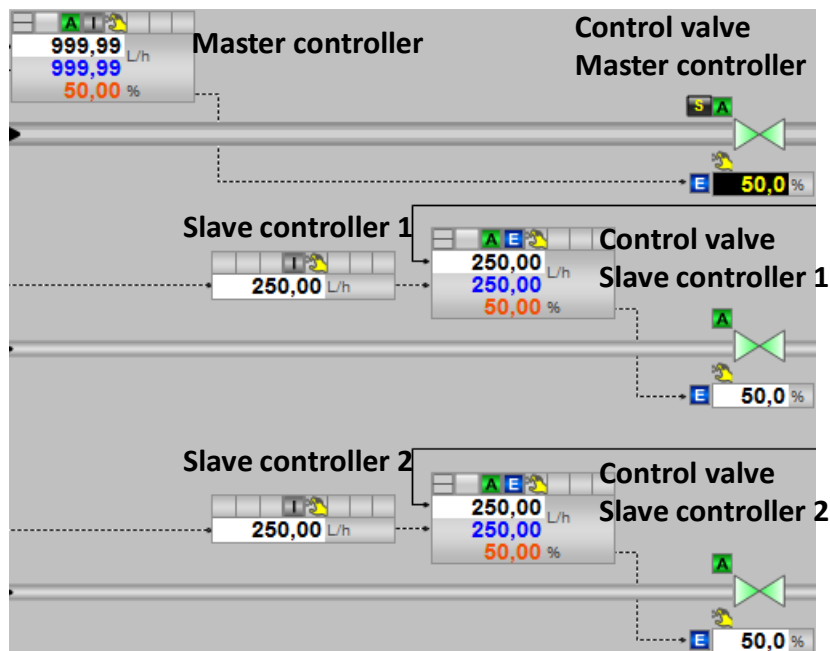 A I
999,99 L/h
999,99
50,00 %
Master controller
Control valve
Master controller
S A
E 50,0 %
Slave controller 1
I
250,00 L/h
A E
250,00 L/h
250,00
50,00 %
Control valve
Slave controller 1
A
E 50,0 %
Slave controller 2
I
250,00 L/h
A E
250,00 L/h
250,00
50,00 %
Control valve
Slave controller 2
A
E 50,0 %